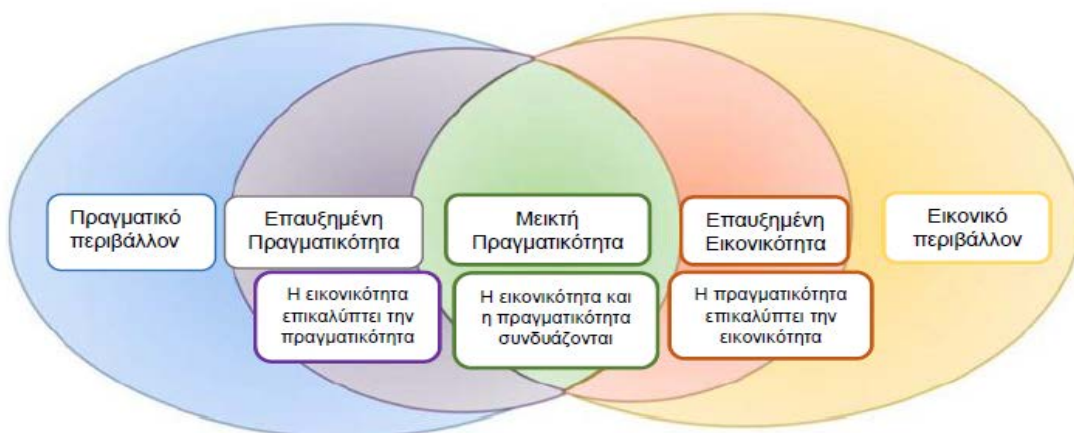 Πραγματικό
περιβάλλον
Επαυξημένη
Πραγματικότητα
Μεικτή
Πραγματικότητα
Επαυξημένη
Εικονικότητα
Εικονικό
περιβάλλον
Η εικονικότητα
επικαλύπτει την
πραγματικότητα
Η εικονικότητα και
η πραγματικότητα
συνδυάζονται
Η πραγματικότητα
επικαλύπτει την
εικονικότητα